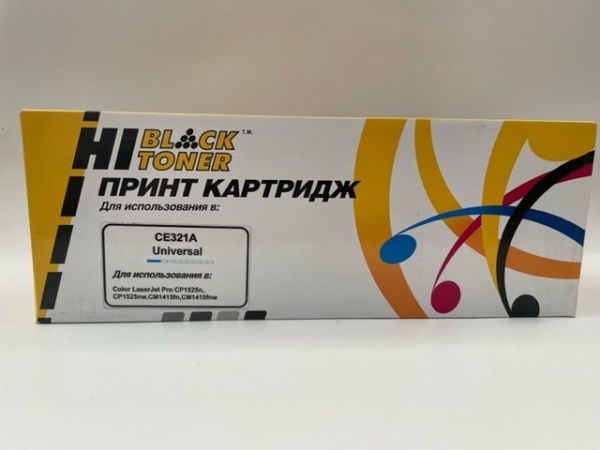 HI BLACK T.M.
TONER
ПРИНТ КАРТРИДЖ
Для использования в:
CE321A
Universal
Для использования в:
Color LaserJet Pro CP1525n,
CP1525nw,CM1415fn,CM1415fnw